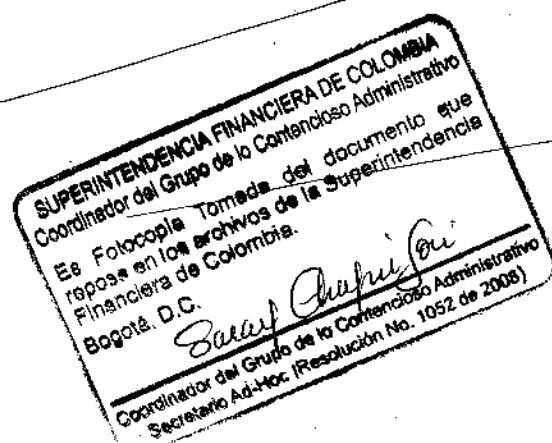 SUPERINTENDENCIA FINANCIERA DE COLOMBIA
Coordinador del Grupo de lo Contencioso Administrativo
Es Fotocopia Tomada del documento que
reposa en los archivos de la Superintendencia
Financiera de Colombia.
Bogotá, D.C.
Coordinador del Grupo de lo Contencioso Administrativo
Secretario Ad-Hoc (Resolución No. 1052 de 2008)